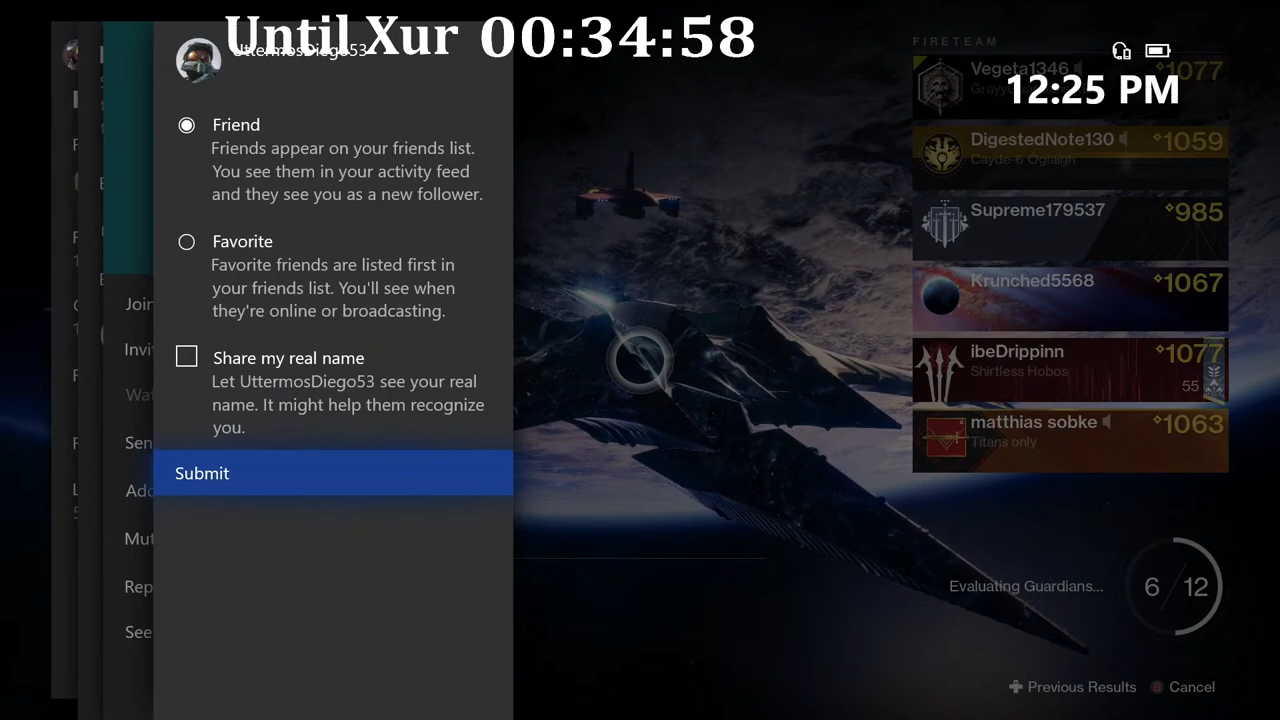 Until Xur 00:34:58
UttermosDiego53
Friend
Friends appear on your friends list.
You see them in your activity feed
and they see you as a new follower.
Favorite
Favorite friends are listed first in
your friends list. You'll see when
they're online or broadcasting.
Share my real name
Let UttermosDiego53 see your real
name. It might help them recognize
you.
Submit
Join
Invi
Wat
Sen
Add
Mut
Rep
See
FIRETEAM
12:25 PM
Vegeta1346 1077
DigestedNote130 1059
Cayde-6 Oglaigh
Supreme179537 985
Krunched5568 1067
ibeDrippinn 1077
Shirtless Hobos
55
matthias sobke 1063
Titans only
Evaluating Guardians... 6 / 12
Previous Results Cancel